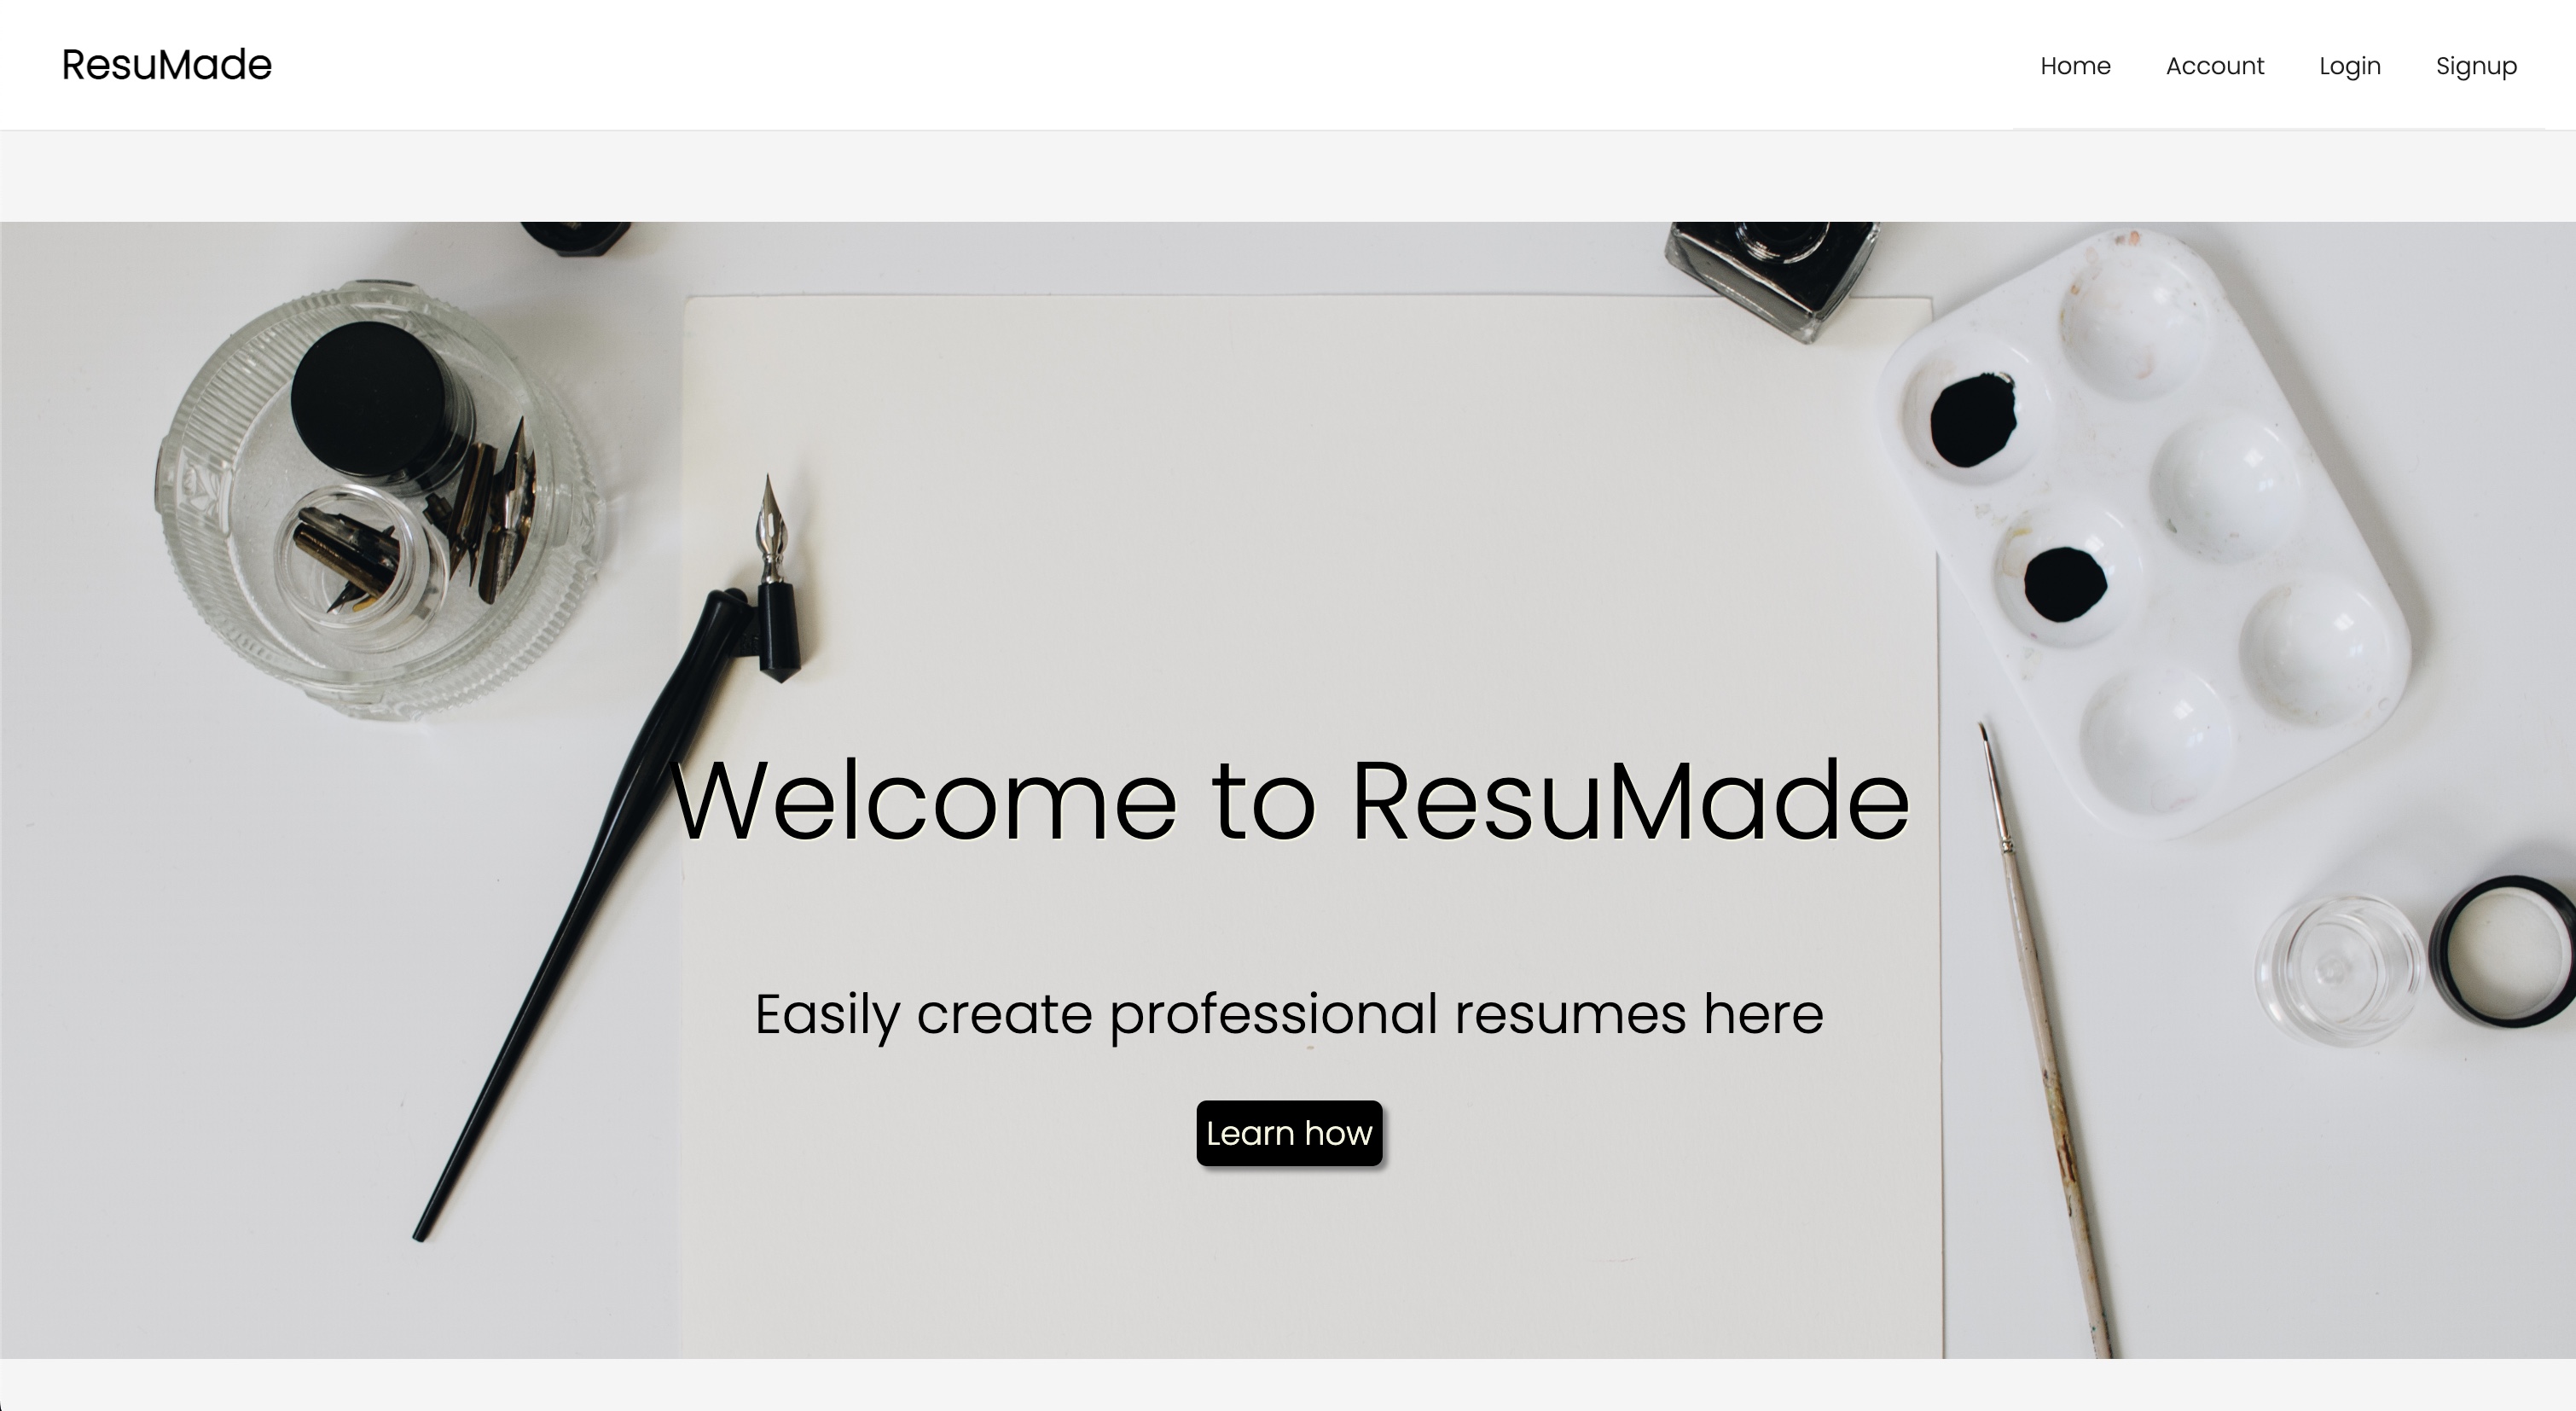 ResuMade
Home Account Login Signup
Welcome to ResuMade
Easily create professional resumes here
Learn how